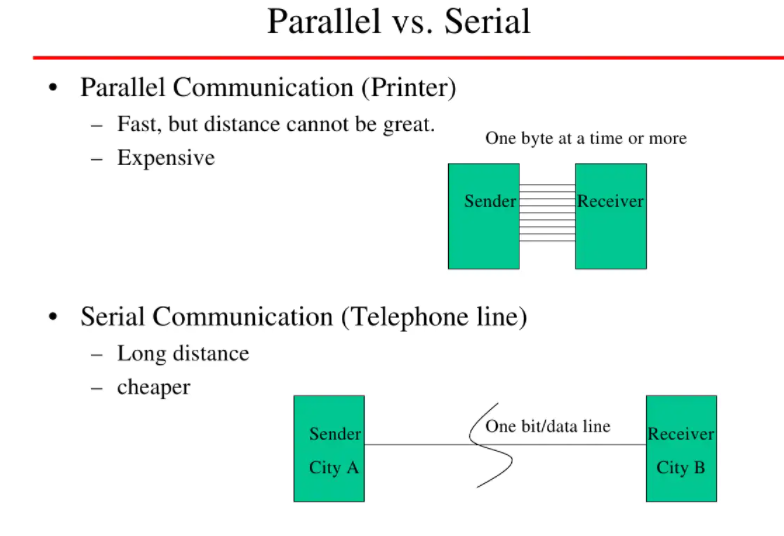 Parallel vs. Serial
• Parallel Communication (Printer)
– Fast, but distance cannot be great.
– Expensive
One byte at a time or more
Sender
Receiver
• Serial Communication (Telephone line)
– Long distance
– cheaper
One bit/data line
Sender
City A
Receiver
City B